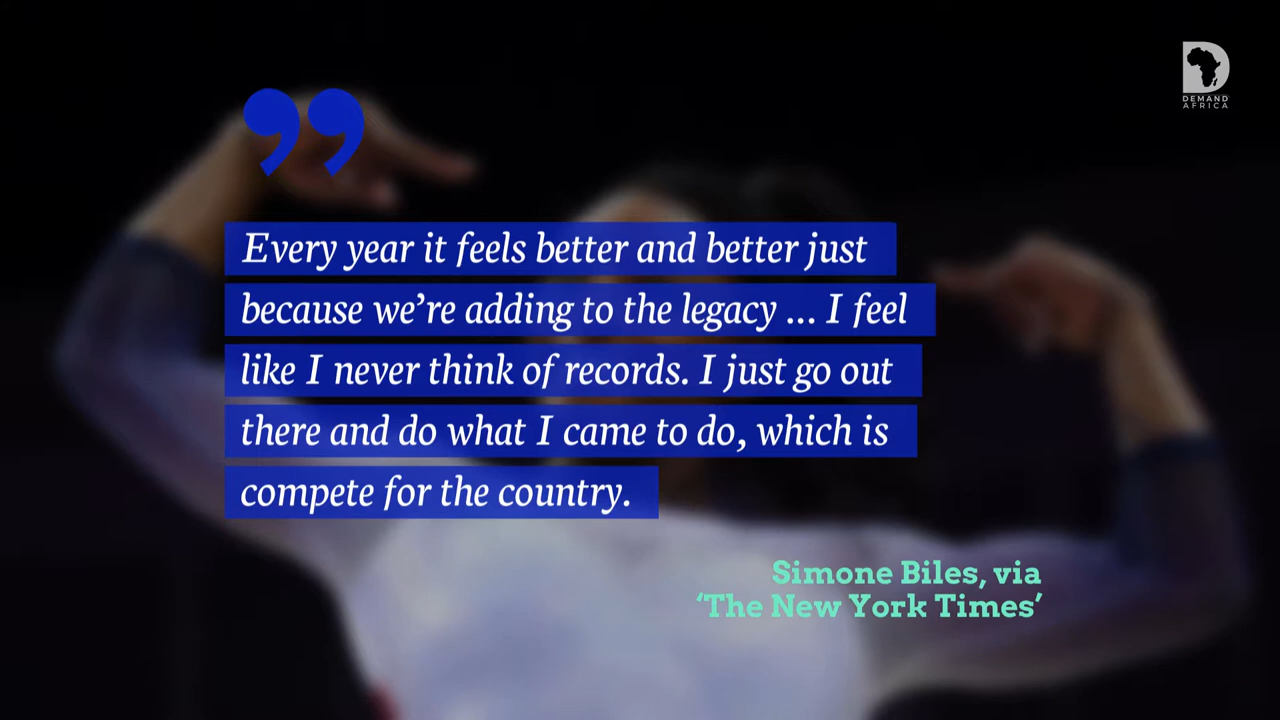 DEMAND
AFRICA
”
Every year it feels better and better just
because we’re adding to the legacy ... I feel
like I never think of records. I just go out
there and do what I came to do, which is
compete for the country.
Simone Biles, via
‘The New York Times’